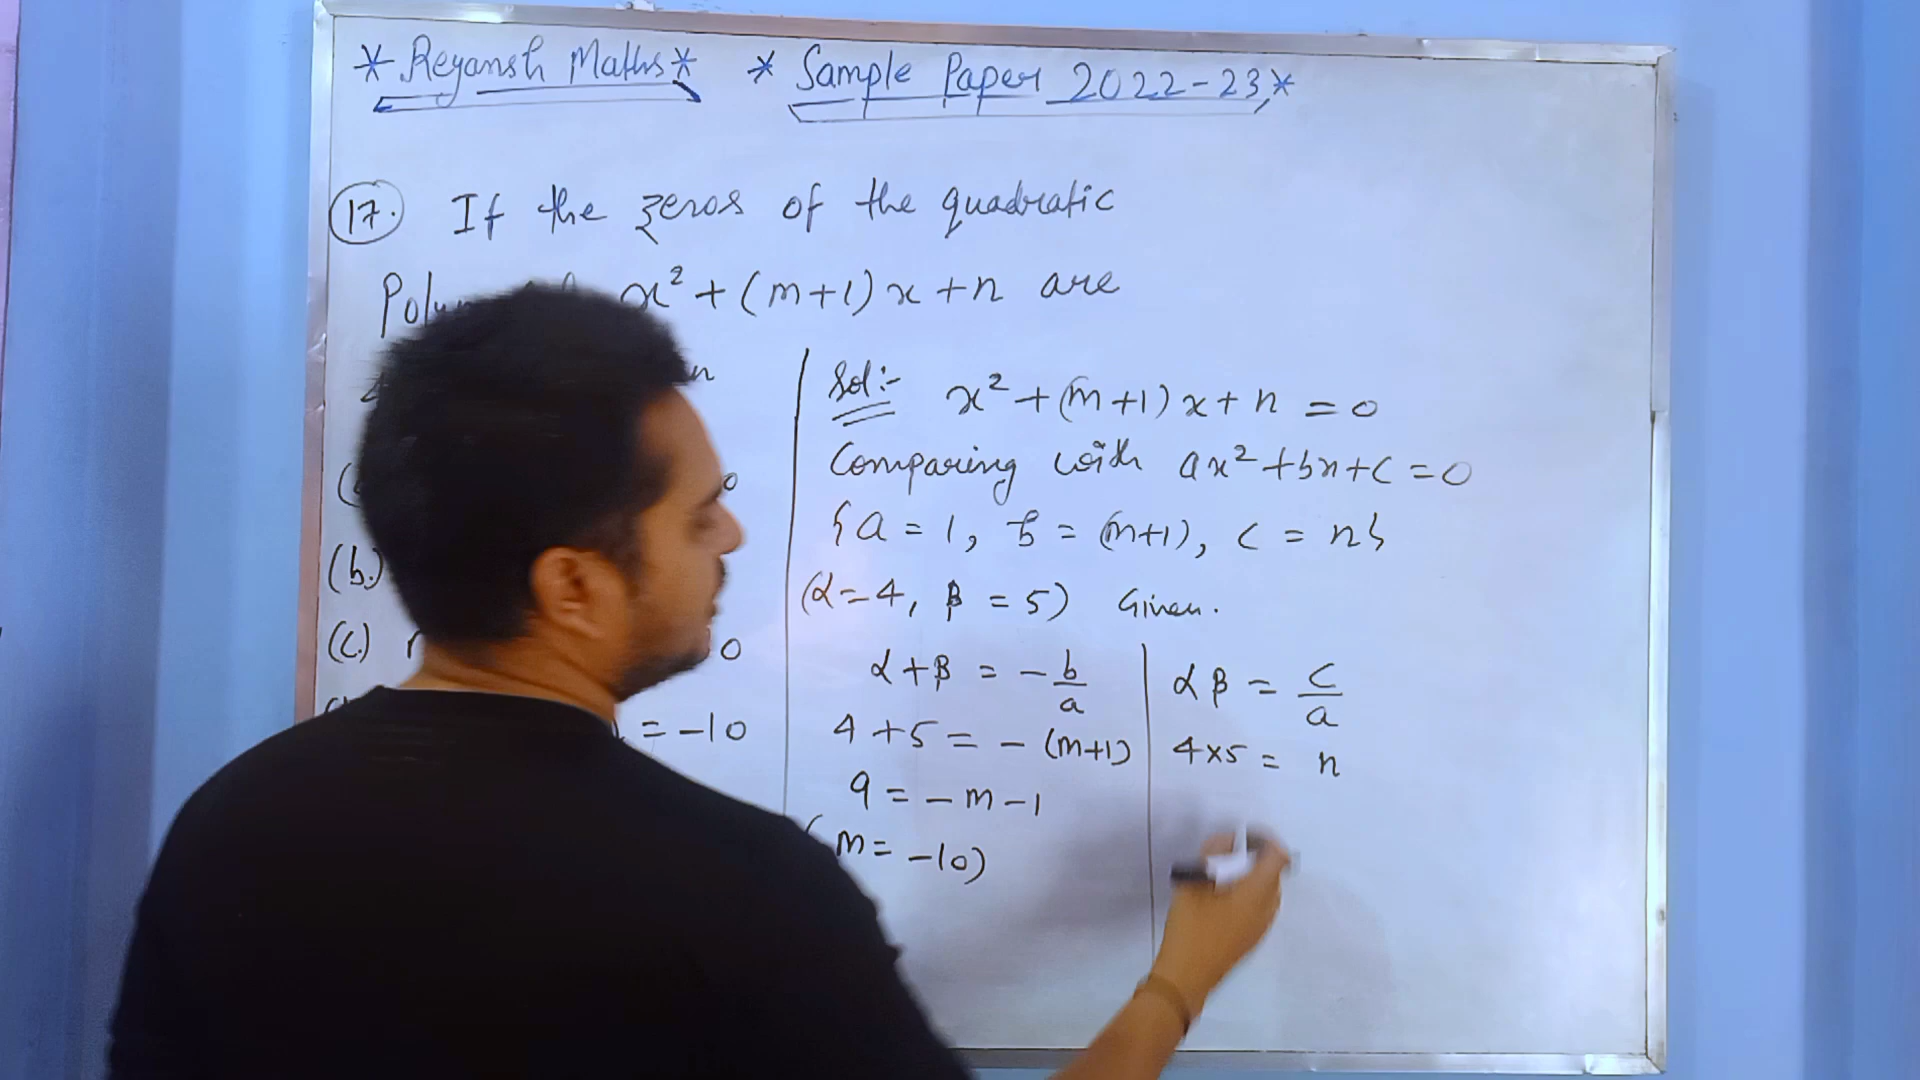 *Reyansh Maths* * Sample Paper 2022-23,*
17. If the zeros of the quadratic
x² + (m+1)x + n are
(b.)
(c.)
0
= -10
Sol:- x² + (m+1)x + n = 0
Comparing with ax² + bx + c = 0
{a = 1, b = (m+1), c = n}
(α = 4, β = 5) Given.
α + β = -b/a
4 + 5 = -(m+1)
9 = -m - 1
(m = -10)
αβ = c/a
4×5 = n